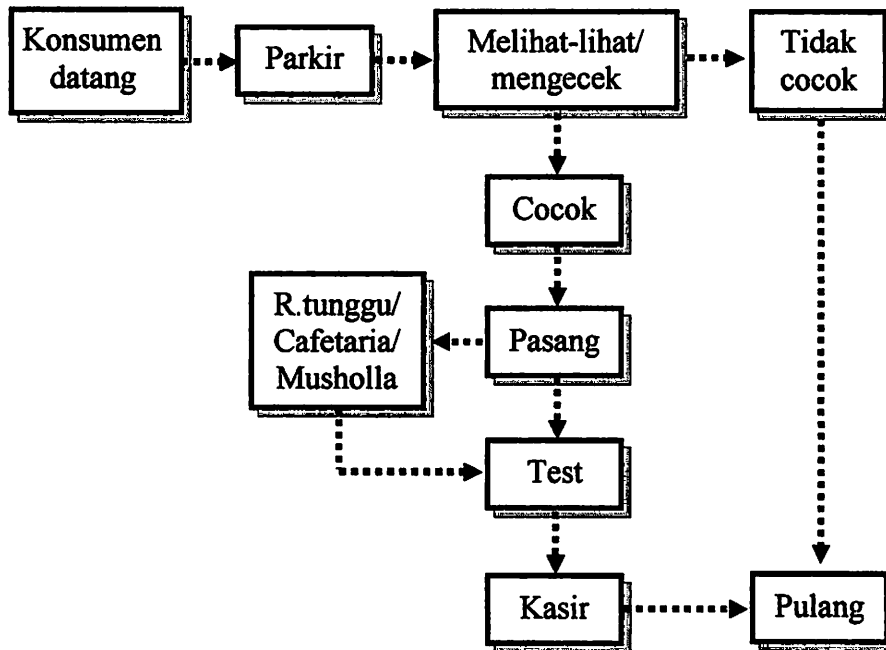 Konsumen
datang
Parkir
Melihat-lihat/
mengecek
Tidak
cocok
Cocok
R.tunggu/
Cafetaria/
Musholla
Pasang
Test
Kasir
Pulang